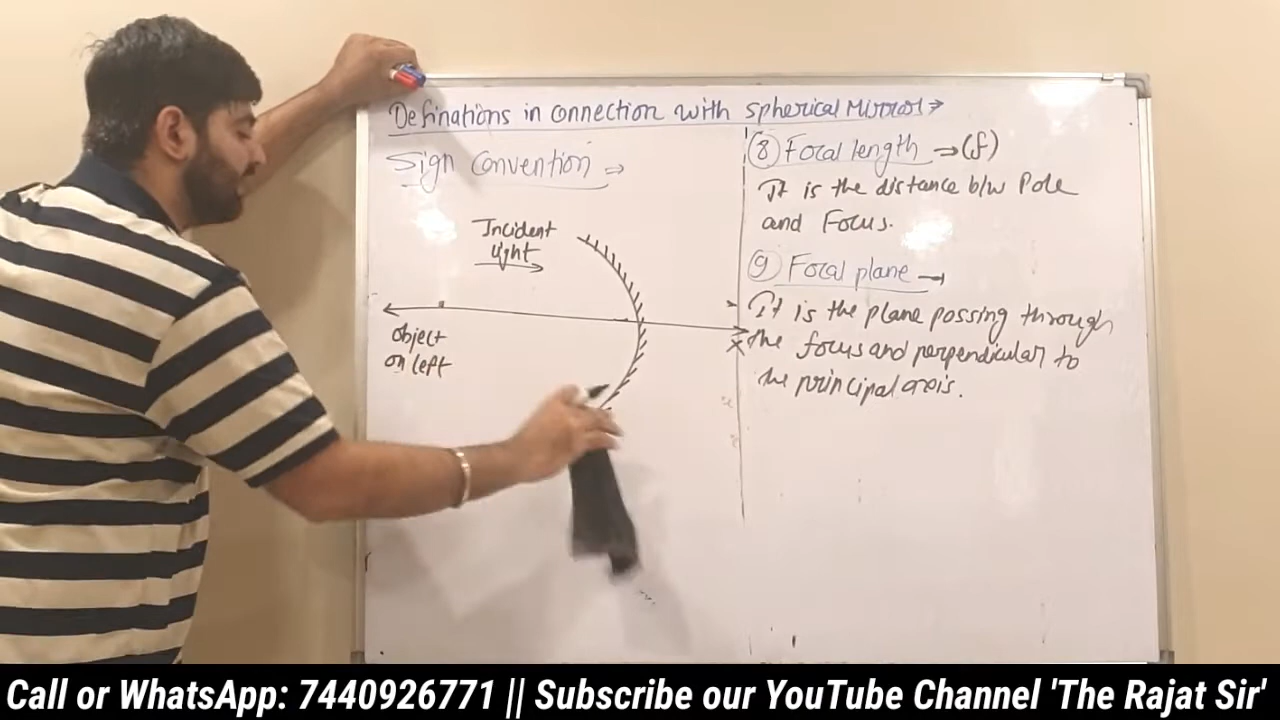 Definations in connection with spherical Mirror →
Sign Convention ⇒
Incident
light
object
on left
X
⑧ Focal length → (f)
It is the distance b/w Pole
and Focus.
⑨ Focal plane →
It is the plane possing through
the focus and perpendicular to
the principal axis.
Call or WhatsApp: 7440926771 || Subscribe our YouTube Channel 'The Rajat Sir'